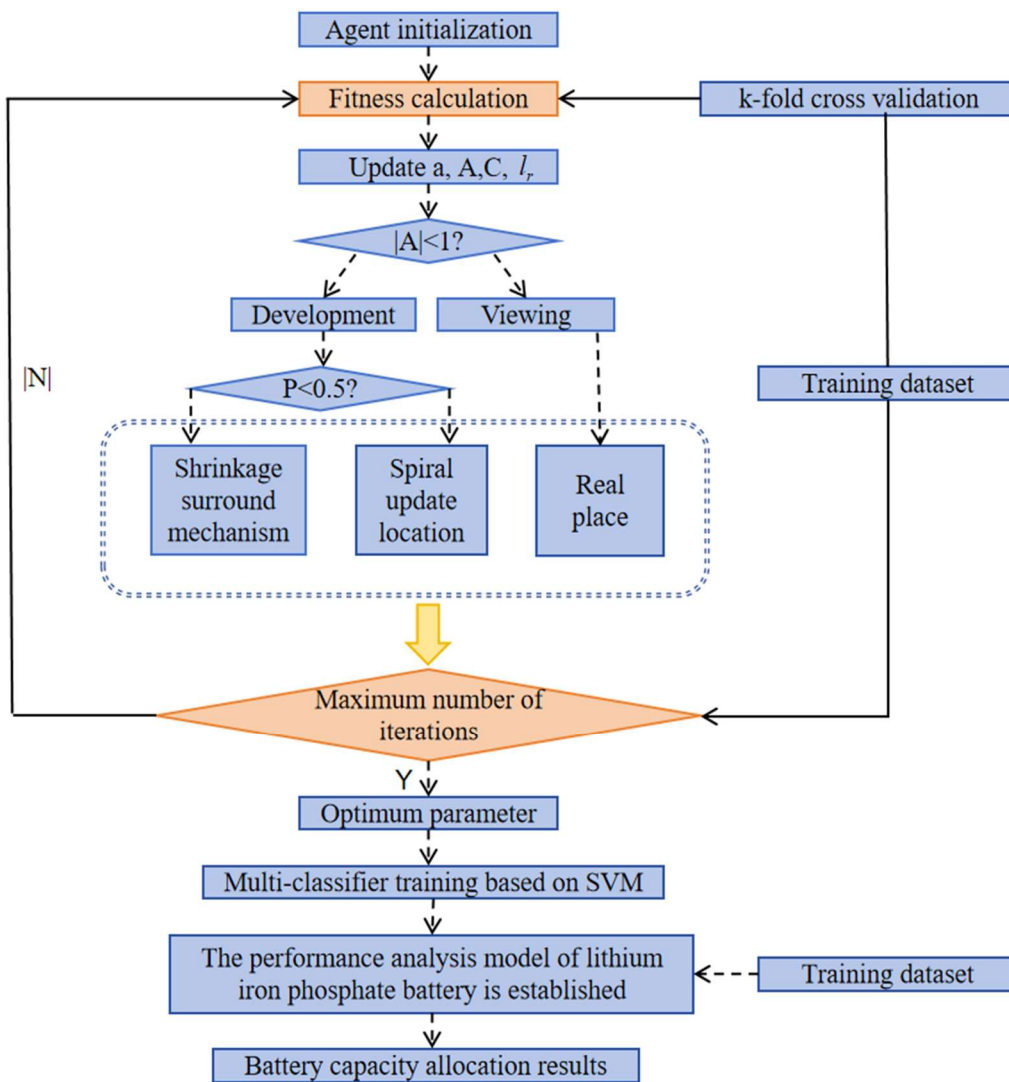 Agent initialization
Fitness calculation
k-fold cross validation
Update a, A,C, l_r
|A|<1?
Development
Viewing
|N|
P<0.5?
Training dataset
Shrinkage
surround
mechanism
Spiral
update
location
Real
place
Maximum number of
iterations
Y
Optimum parameter
Multi-classifier training based on SVM
The performance analysis model of lithium
iron phosphate battery is established
Training dataset
Battery capacity allocation results